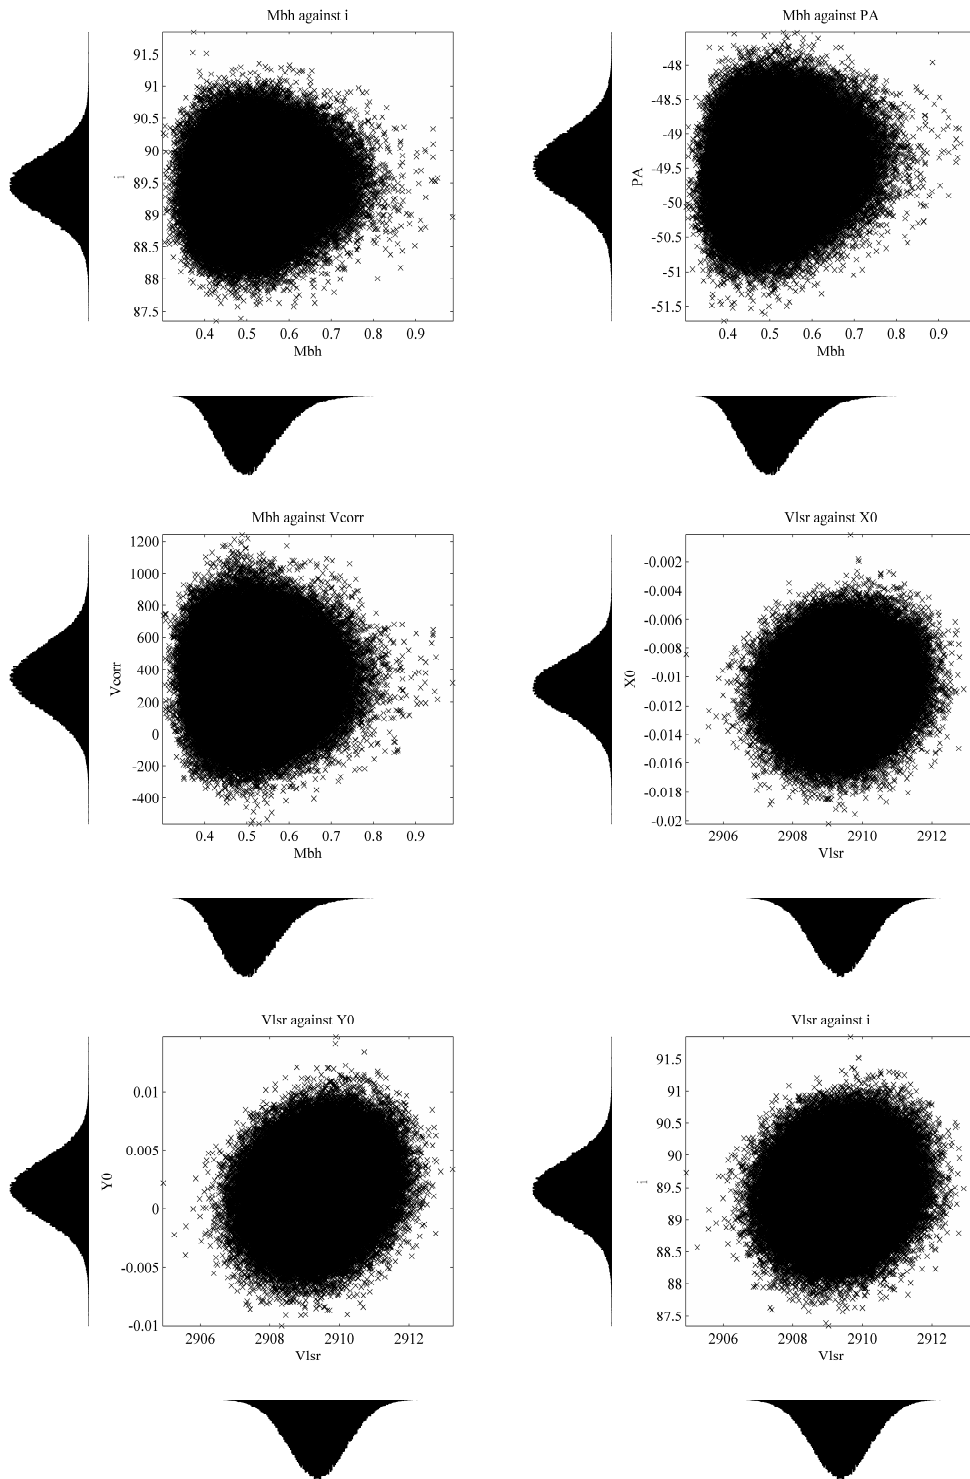 Mbh against i
91.5
91
90.5
90
89.5
89
88.5
88
87.5
i
0.4 0.5 0.6 0.7 0.8 0.9
Mbh
Mbh against PA
-48
-48.5
-49
-49.5
-50
-50.5
-51
-51.5
PA
0.4 0.5 0.6 0.7 0.8 0.9
Mbh
Mbh against Vcorr
1200
1000
800
600
400
200
0
-200
-400
Vcorr
0.4 0.5 0.6 0.7 0.8 0.9
Mbh
Vlsr against X0
-0.002
-0.004
-0.006
-0.008
-0.01
-0.012
-0.014
-0.016
-0.018
-0.02
X0
2906 2908 2910 2912
Vlsr
Vlsr against Y0
0.01
0.005
0
-0.005
-0.01
Y0
2906 2908 2910 2912
Vlsr
Vlsr against i
91.5
91
90.5
90
89.5
89
88.5
88
87.5
i
2906 2908 2910 2912
Vlsr